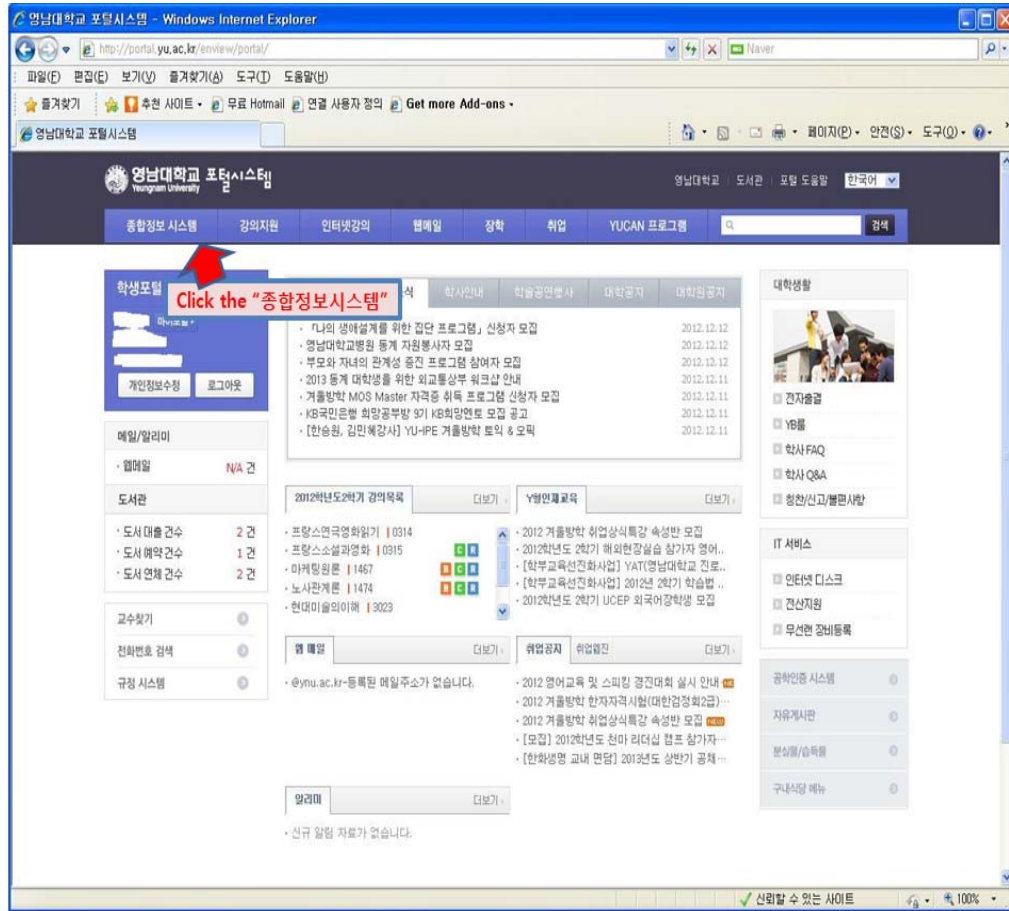 영남대학교 포털시스템 - Windows Internet Explorer
http://portal.yu.ac.kr/enview/portal/
Naver
파일(F) 편집(E) 보기(V) 즐겨찾기(A) 도구(T) 도움말(H)
즐겨찾기 추천 사이트 무료 Hotmail 연결 사용자 정의 Get more Add-ons
영남대학교 포털시스템
페이지(P) 안전(S) 도구(O)
영남대학교 포털시스템
Yeungnam University
영남대학교 도서관 포털 도움말 한국어
종합정보 시스템 강의지원 인터넷강의 웹메일 장학 취업 YUCAN 프로그램 검색
Click the "종합정보시스템"
학생포털
개인정보수정 로그아웃
메일/알리미
· 웹메일 N/A 건
도서관
· 도서 대출 건수 2 건
· 도서 예약 건수 1 건
· 도서 연체 건수 2 건
교수찾기
전화번호 검색
규정 시스템
학사안내 학술공연행사 대학공지 대학원공지
· 「나의 생애설계를 위한 집단 프로그램」 신청자 모집 2012.12.12
· 영남대학교병원 동계 자원봉사자 모집 2012.12.12
· 부모와 자녀의 관계성 증진 프로그램 참여자 모집 2012.12.12
· 2013 동계 대학생을 위한 외교통상부 워크샵 안내 2012.12.11
· 겨울방학 MOS Master 자격증 취득 프로그램 신청자 모집 2012.12.11
· KB국민은행 희망공부방 9기 KB희망멘토 모집 공고 2012.12.11
· [한승원, 김민혜강사] YU-IPE 겨울방학 토익 & 오픽 2012.12.11
2012학년도2학기 강의목록 더보기
· 프랑스연극영화읽기 | 0314
· 프랑스소설과영화 | 0315 C R
· 마케팅원론 | 1467 C R
· 노사관계론 | 1474 C R
· 현대미술의이해 | 3023
Y형인재교육 더보기
· 2012 겨울방학 취업상식특강 속성반 모집
· 2012학년도 2학기 해외현장실습 참가자 영어..
· [학부교육선진화사업] YAT(영남대학교 진로..
· [학부교육선진화사업] 2012년 2학기 학습법 ..
· 2012학년도 2학기 UCEP 외국어장학생 모집
웹 메일 더보기
· @ynu.ac.kr-등록된 메일주소가 없습니다.
취업공지 취업웹진 더보기
· 2012 영어교육 및 스피킹 경진대회 실시 안내
· 2012 겨울방학 한자자격시험(대한검정회2급)…
· 2012 겨울방학 취업상식특강 속성반 모집 NEW
· [모집] 2012학년도 천마 리더십 캠프 참가자…
· [한화생명 교내 면담] 2013년도 상반기 공채…
알리미 더보기
· 신규 알림 자료가 없습니다.
대학생활
전자출결
YB룸
학사 FAQ
학사 Q&A
칭찬/신고/불편사항
IT 서비스
인터넷 디스크
전산지원
무선랜 장비등록
공학인증 시스템
자유게시판
분실물/습득물
구내식당 메뉴
신뢰할 수 있는 사이트 100%